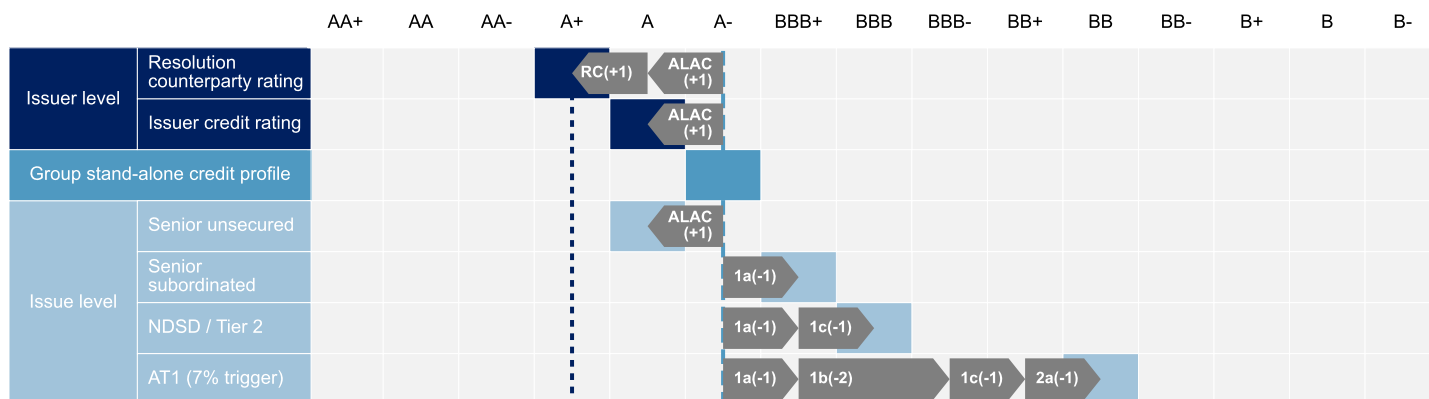 AA+ AA AA- A+ A A- BBB+ BBB BBB- BB+ BB BB- B+ B B-
Issuer level
Resolution
counterparty rating
RC(+1)
ALAC
(+1)
Issuer credit rating
ALAC
(+1)
Group stand-alone credit profile
Issue level
Senior unsecured
ALAC
(+1)
Senior
subordinated
1a(-1)
NDSD / Tier 2
1a(-1) 1c(-1)
AT1 (7% trigger)
1a(-1) 1b(-2) 1c(-1) 2a(-1)